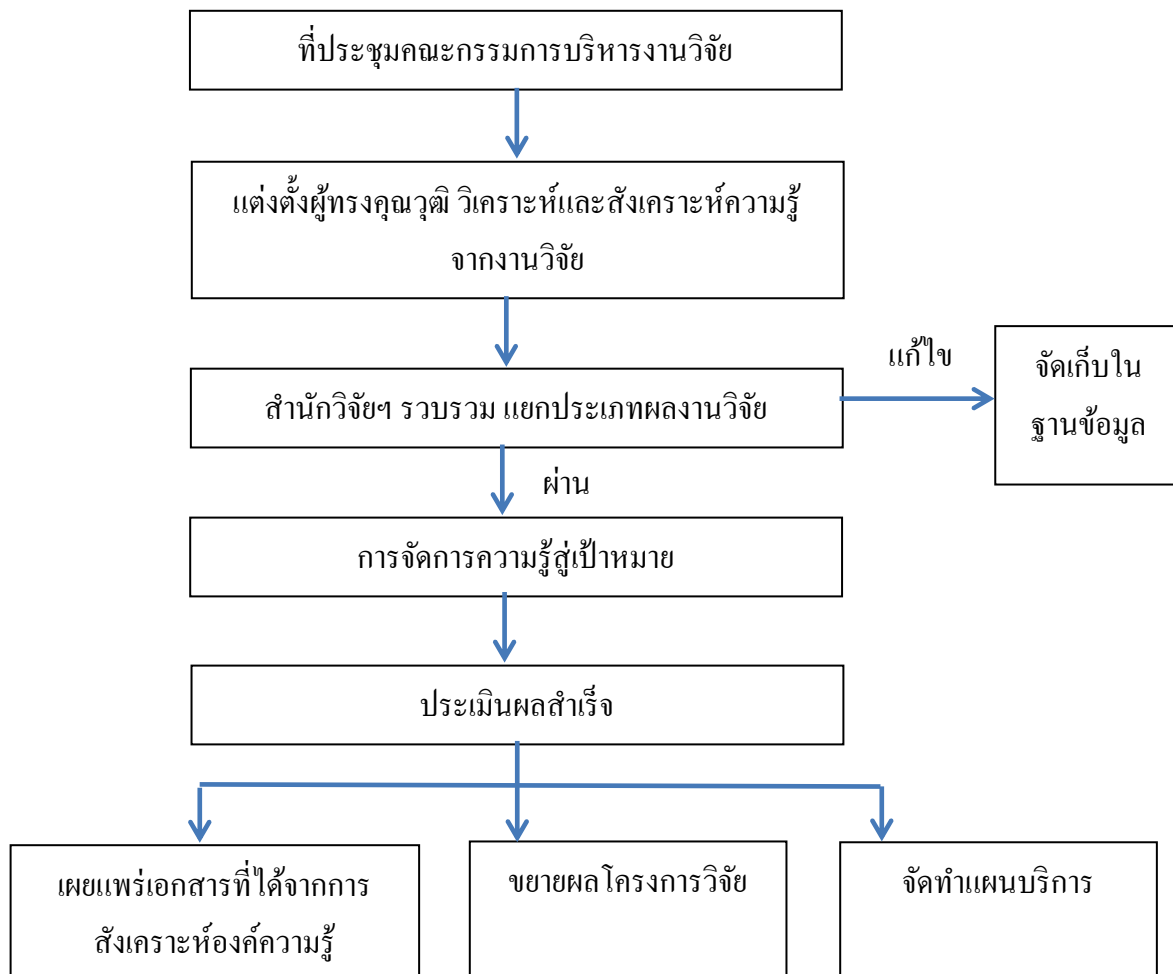 ที่ประชุมคณะกรรมการบริหารงานวิจัย
แต่งตั้งผู้ทรงคุณวุฒิ วิเคราะห์และสังเคราะห์ความรู้
จากงานวิจัย
สำนักวิจัยฯ รวบรวม แยกประเภทผลงานวิจัย
แก้ไข
จัดเก็บใน
ฐานข้อมูล
ผ่าน
การจัดการความรู้สู่เป้าหมาย
ประเมินผลสำเร็จ
เผยแพร่เอกสารที่ได้จากการ
สังเคราะห์องค์ความรู้
ขยายผลโครงการวิจัย
จัดทำแผนบริการ